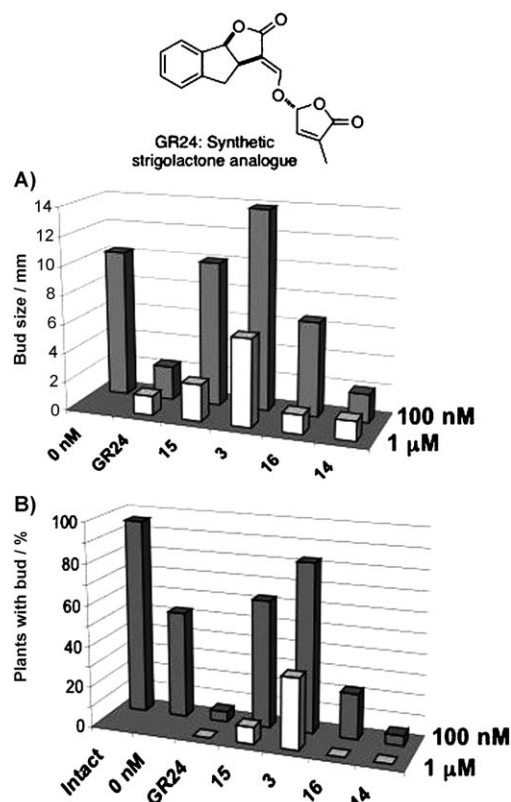 O
O
O
O
O
GR24: Synthetic
strigolactone analogue
A)
Bud size / mm
14
12
10
8
6
4
2
0
0 nM
GR24
15
3
16
14
100 nM
1 μM
B)
Plants with bud / %
100
80
60
40
20
0
Intact
0 nM
GR24
15
3
16
14
100 nM
1 μM